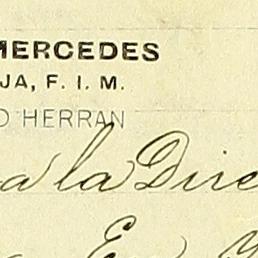 MERCEDES
JA, F. I. M.
O HERRAN
a la Dire